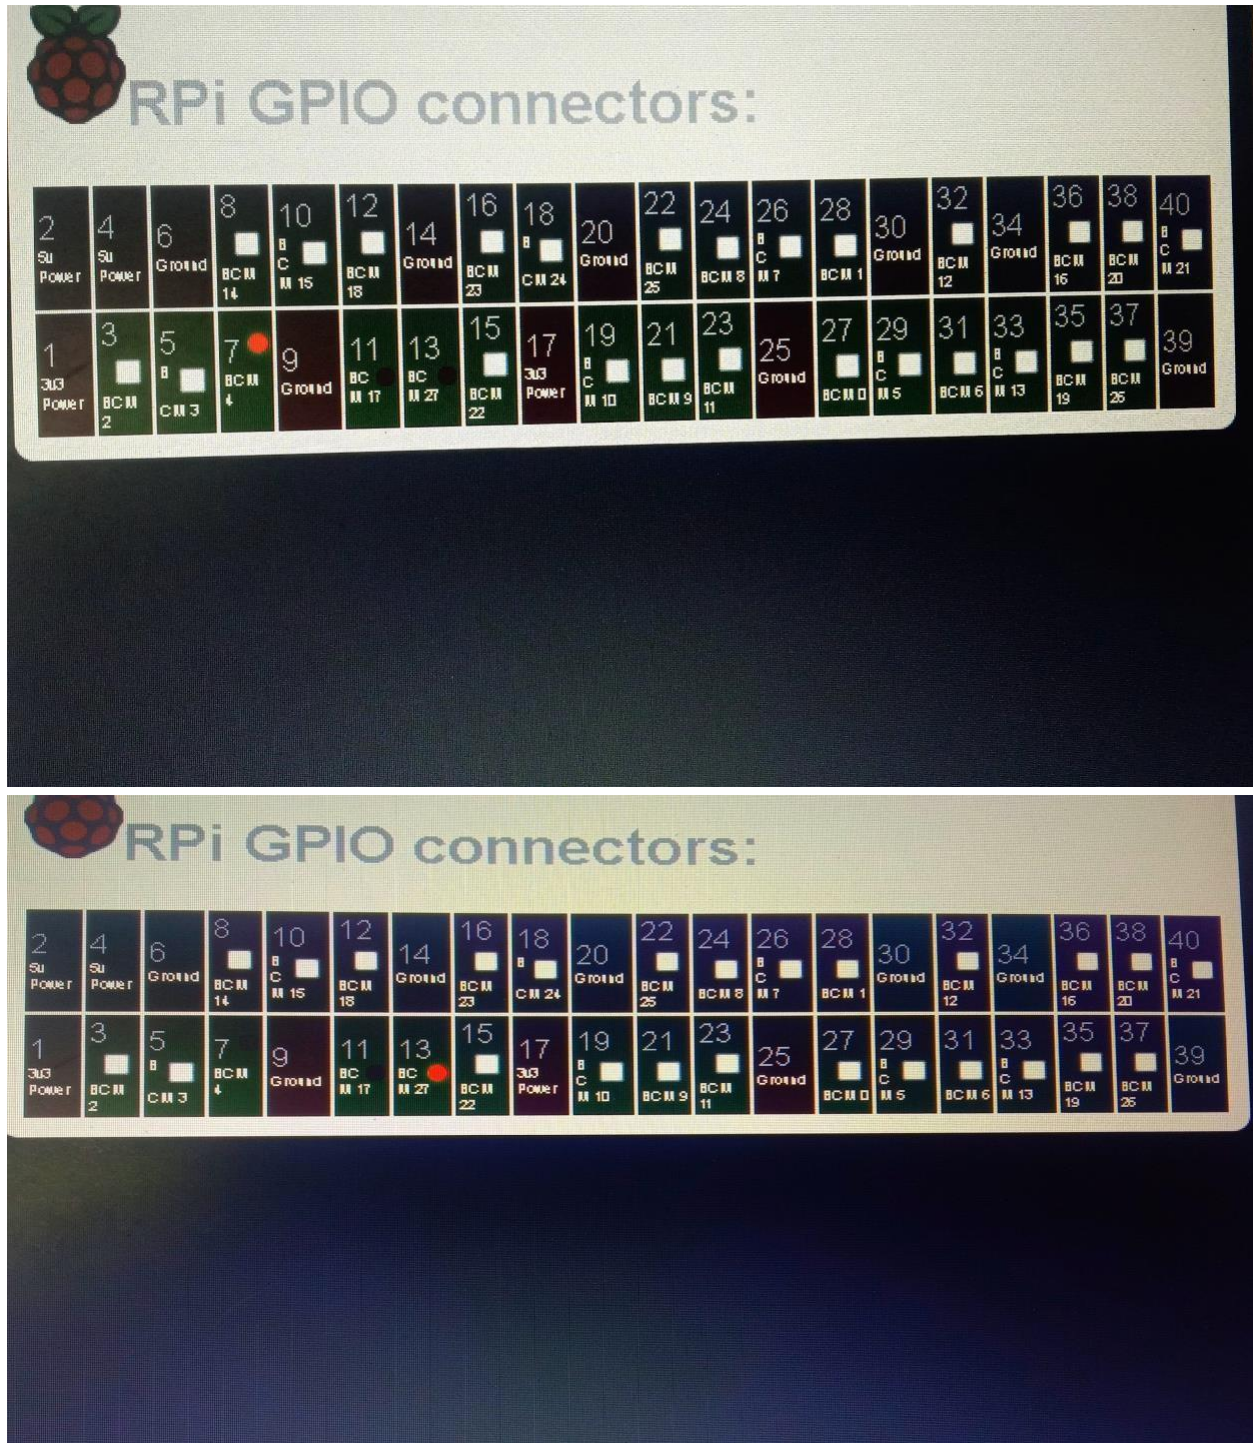 RPi GPIO connectors:
2 4 6 8 10 12 14 16 18 20 22 24 26 28 30 32 34 36 38 40
5v Power 5v Power Ground BCM 14 BCM 15 BCM 18 Ground BCM 23 BCM 24 Ground BCM 25 BCM 8 BCM 7 BCM 1 Ground BCM 12 Ground BCM 16 BCM 20 BCM 21
1 3 5 7 9 11 13 15 17 19 21 23 25 27 29 31 33 35 37 39
3v3 Power BCM 2 BCM 3 BCM 4 Ground BCM 17 BCM 27 BCM 22 3v3 Power BCM 10 BCM 9 BCM 11 Ground BCM 0 BCM 5 BCM 6 BCM 13 BCM 19 BCM 26 Ground
RPi GPIO connectors:
2 4 6 8 10 12 14 16 18 20 22 24 26 28 30 32 34 36 38 40
5v Power 5v Power Ground BCM 14 BCM 15 BCM 18 Ground BCM 23 BCM 24 Ground BCM 25 BCM 8 BCM 7 BCM 1 Ground BCM 12 Ground BCM 16 BCM 20 BCM 21
1 3 5 7 9 11 13 15 17 19 21 23 25 27 29 31 33 35 37 39
3v3 Power BCM 2 BCM 3 BCM 4 Ground BCM 17 BCM 27 BCM 22 3v3 Power BCM 10 BCM 9 BCM 11 Ground BCM 0 BCM 5 BCM 6 BCM 13 BCM 19 BCM 26 Ground